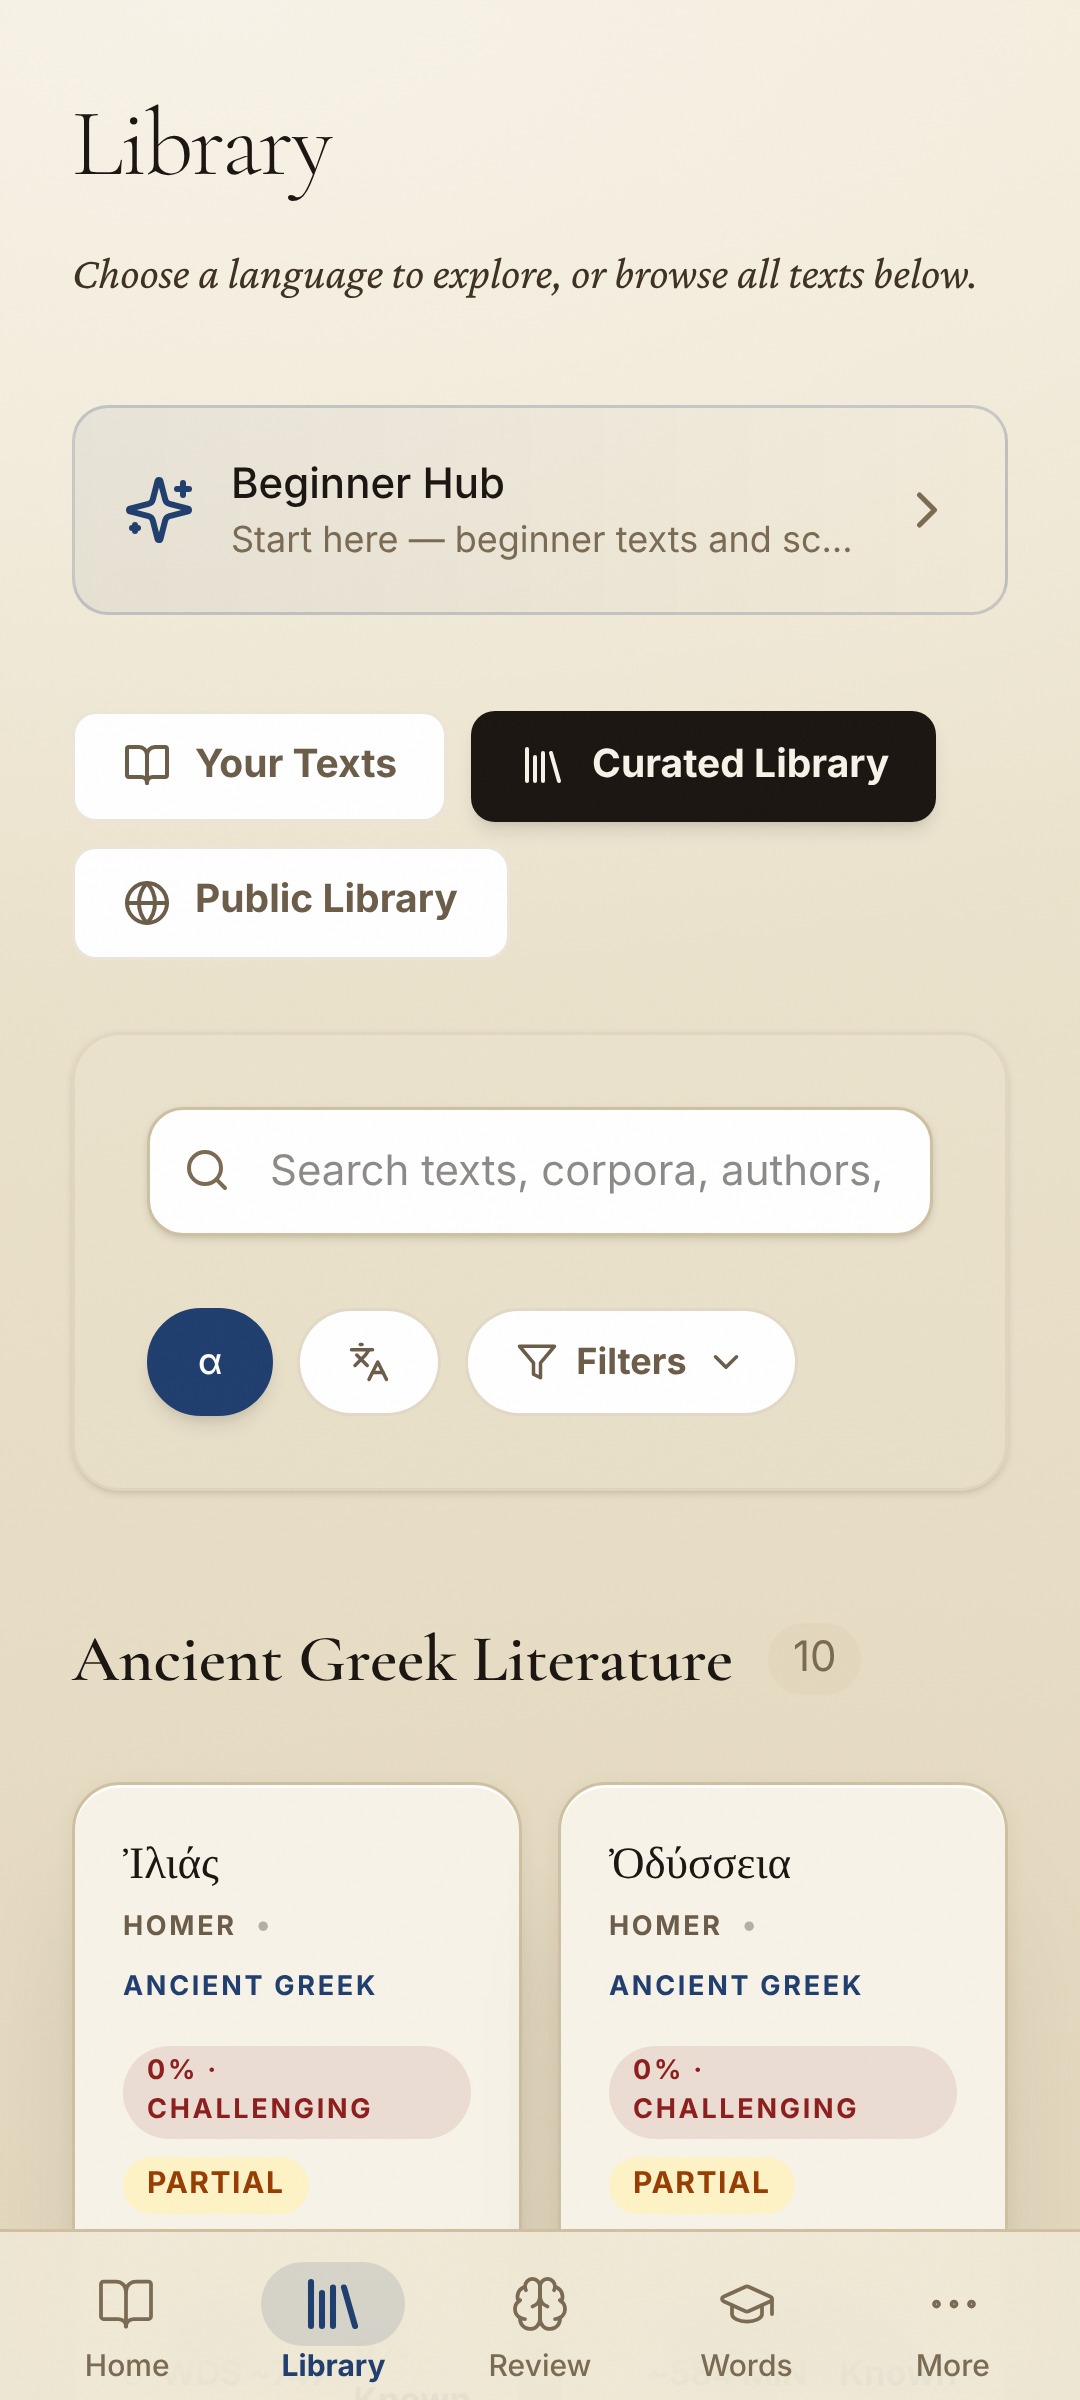 Library
Choose a language to explore, or browse all texts below.
Beginner Hub
Start here — beginner texts and sc...
Your Texts
Curated Library
Public Library
Search texts, corpora, authors,
α
Filters
Ancient Greek Literature 10
Ἰλιάς
HOMER •
ANCIENT GREEK
0% ·
CHALLENGING
PARTIAL
Ὀδύσσεια
HOMER •
ANCIENT GREEK
0% ·
CHALLENGING
PARTIAL
Home
Library
Review
Words
More